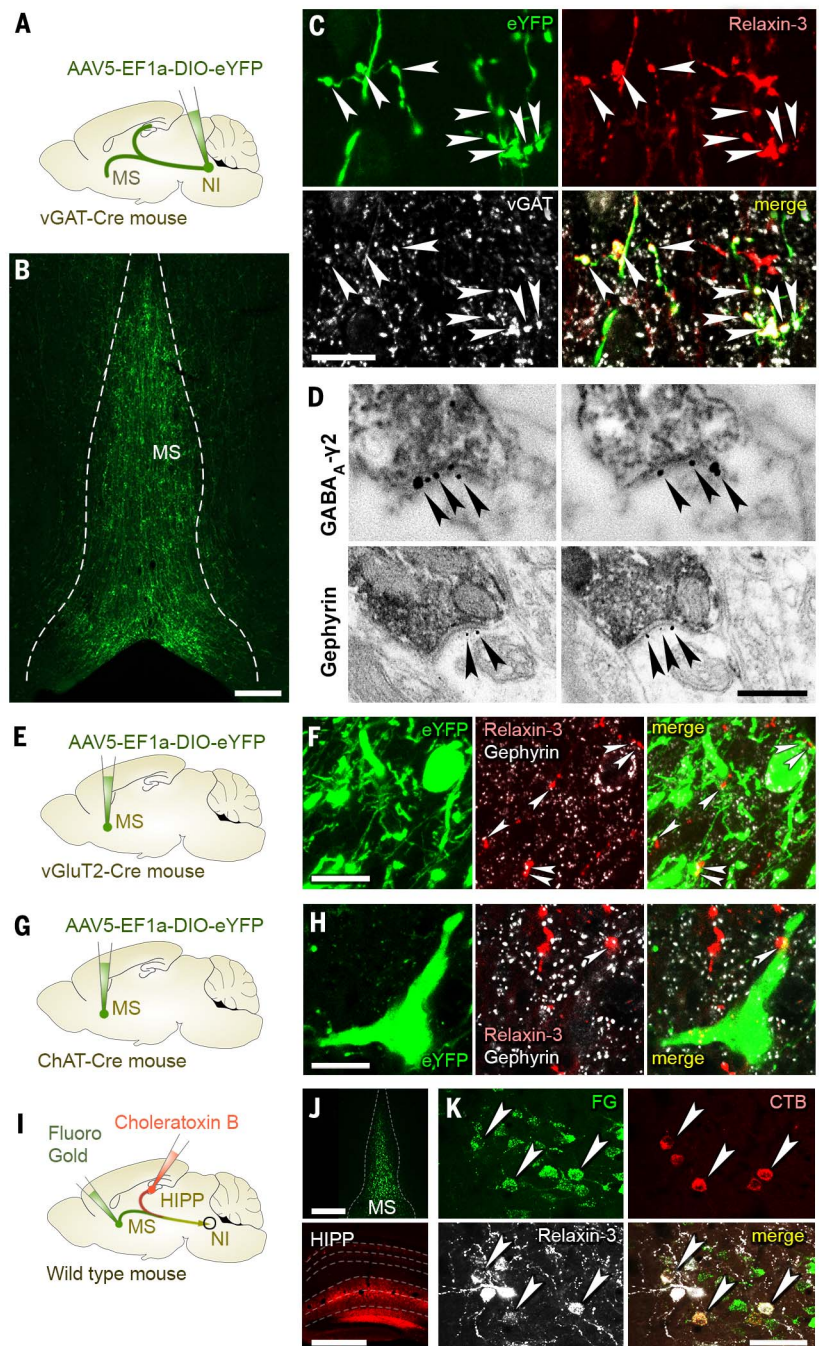 A
AAV5-EF1a-DIO-eYFP
MS
NI
vGAT-Cre mouse
B
MS
C
eYFP
Relaxin-3
vGAT
merge
D
GABAA-γ2
Gephyrin
E
AAV5-EF1a-DIO-eYFP
MS
vGluT2-Cre mouse
F
eYFP
Relaxin-3
Gephyrin
merge
G
AAV5-EF1a-DIO-eYFP
MS
ChAT-Cre mouse
H
eYFP
Relaxin-3
Gephyrin
merge
I
Choleratoxin B
Fluoro
Gold
HIPP
MS
NI
Wild type mouse
J
MS
HIPP
K
FG
CTB
Relaxin-3
merge